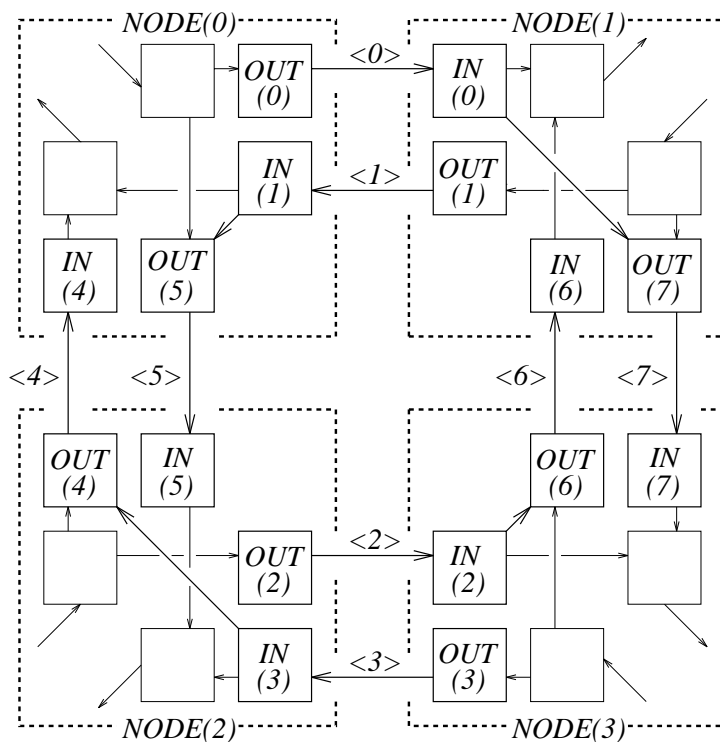 NODE(0)
NODE(1)
OUT
(0)
<0>
IN
(0)
IN
(1)
<1>
OUT
(1)
IN
(4)
OUT
(5)
IN
(6)
OUT
(7)
<4>
<5>
<6>
<7>
OUT
(4)
IN
(5)
OUT
(6)
IN
(7)
OUT
(2)
<2>
IN
(2)
IN
(3)
<3>
OUT
(3)
NODE(2)
NODE(3)